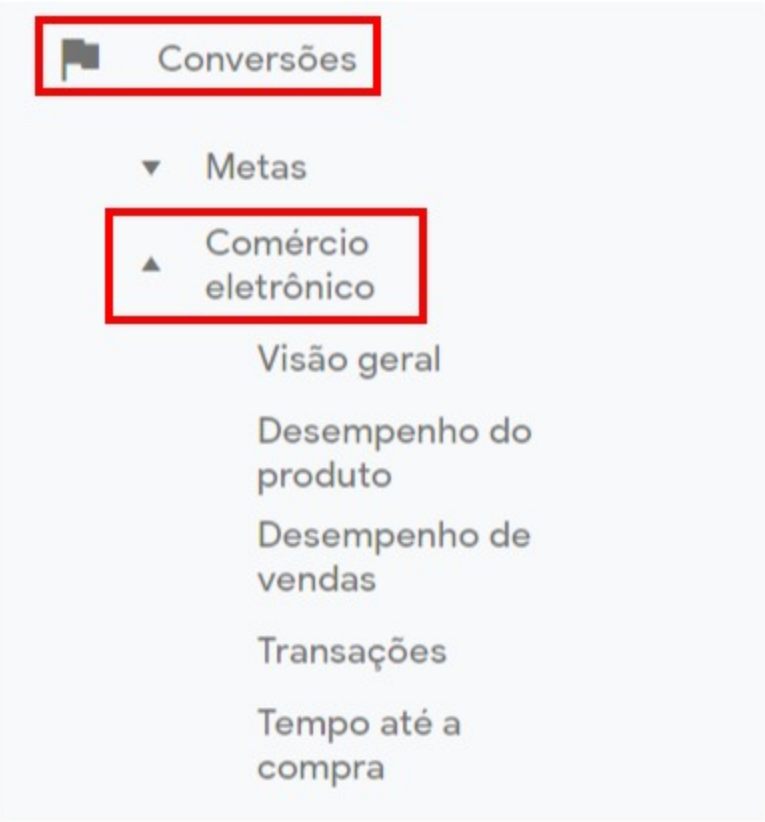 Conversões
Metas
Comércio
eletrônico
Visão geral
Desempenho do
produto
Desempenho de
vendas
Transações
Tempo até a
compra